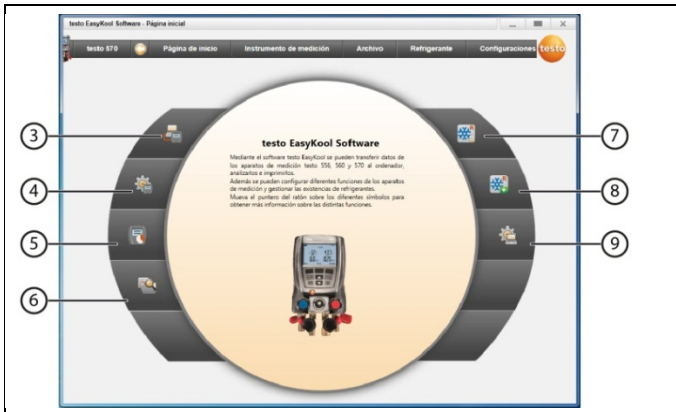 testo EasyKool Software - Página inicial
testo 570 Página de inicio Instrumento de medición Archivo Refrigerante Configuraciones testo
testo EasyKool Software
Mediante el software testo EasyKool se pueden transferir datos de
los aparatos de medición testo 556, 560 y 570 al ordenador,
analizarlos e imprimirlos.
Además se pueden configurar diferentes funciones de los aparatos
de medición y gestionar las existencias de refrigerantes.
Mueva el puntero del ratón sobre los diferentes símbolos para
obtener más información sobre las distintas funciones.
3
4
5
6
7
8
9